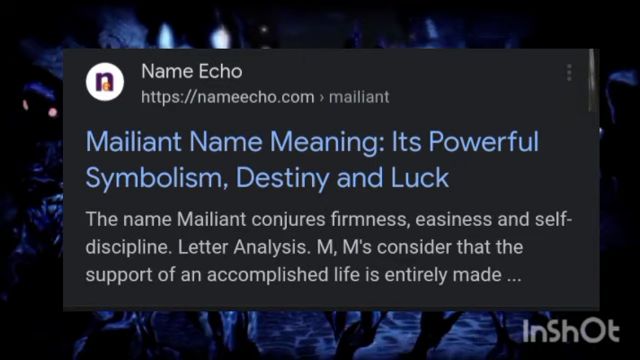 Name Echo
https://nameecho.com › mailiant
Mailiant Name Meaning: Its Powerful
Symbolism, Destiny and Luck
The name Mailiant conjures firmness, easiness and self-
discipline. Letter Analysis. M, M's consider that the
support of an accomplished life is entirely made ...
InShOt